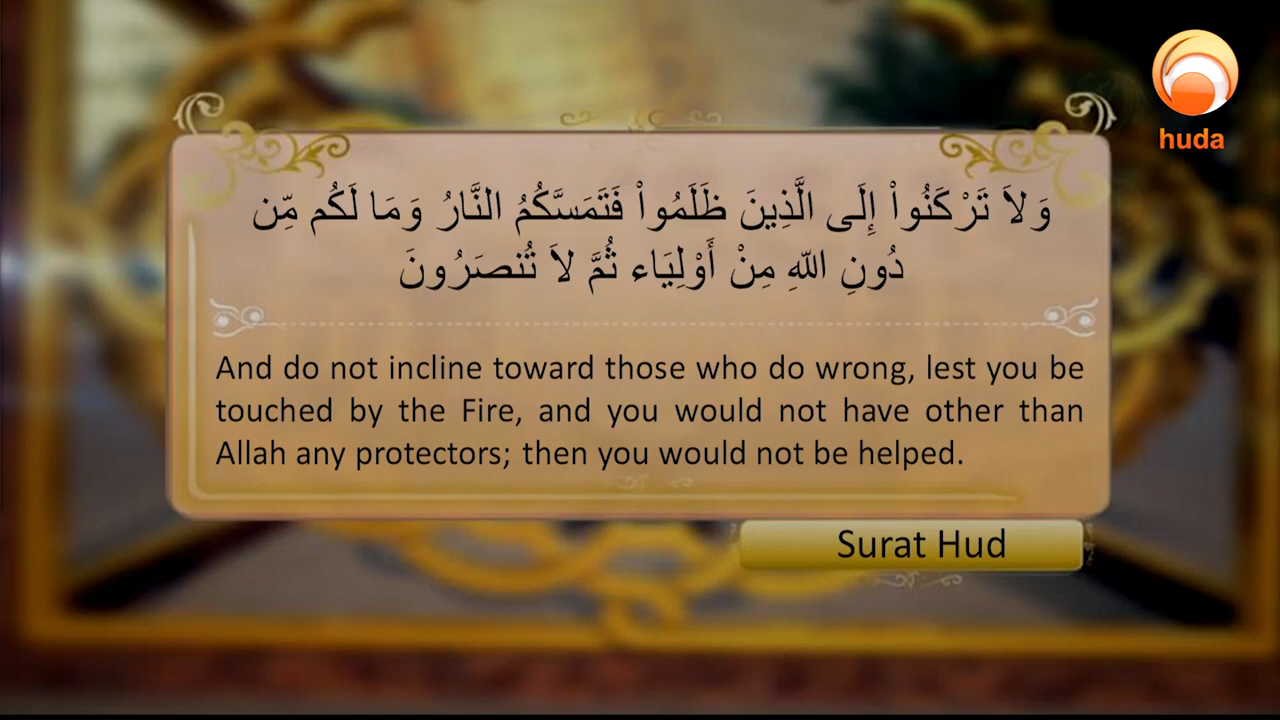 huda
وَلاَ تَرْكَنُواْ إِلَى الَّذِينَ ظَلَمُواْ فَتَمَسَّكُمُ النَّارُ وَمَا لَكُم مِّن
دُونِ اللّهِ مِنْ أَوْلِيَاء ثُمَّ لاَ تُنصَرُونَ
And do not incline toward those who do wrong, lest you be
touched by the Fire, and you would not have other than
Allah any protectors; then you would not be helped.
Surat Hud